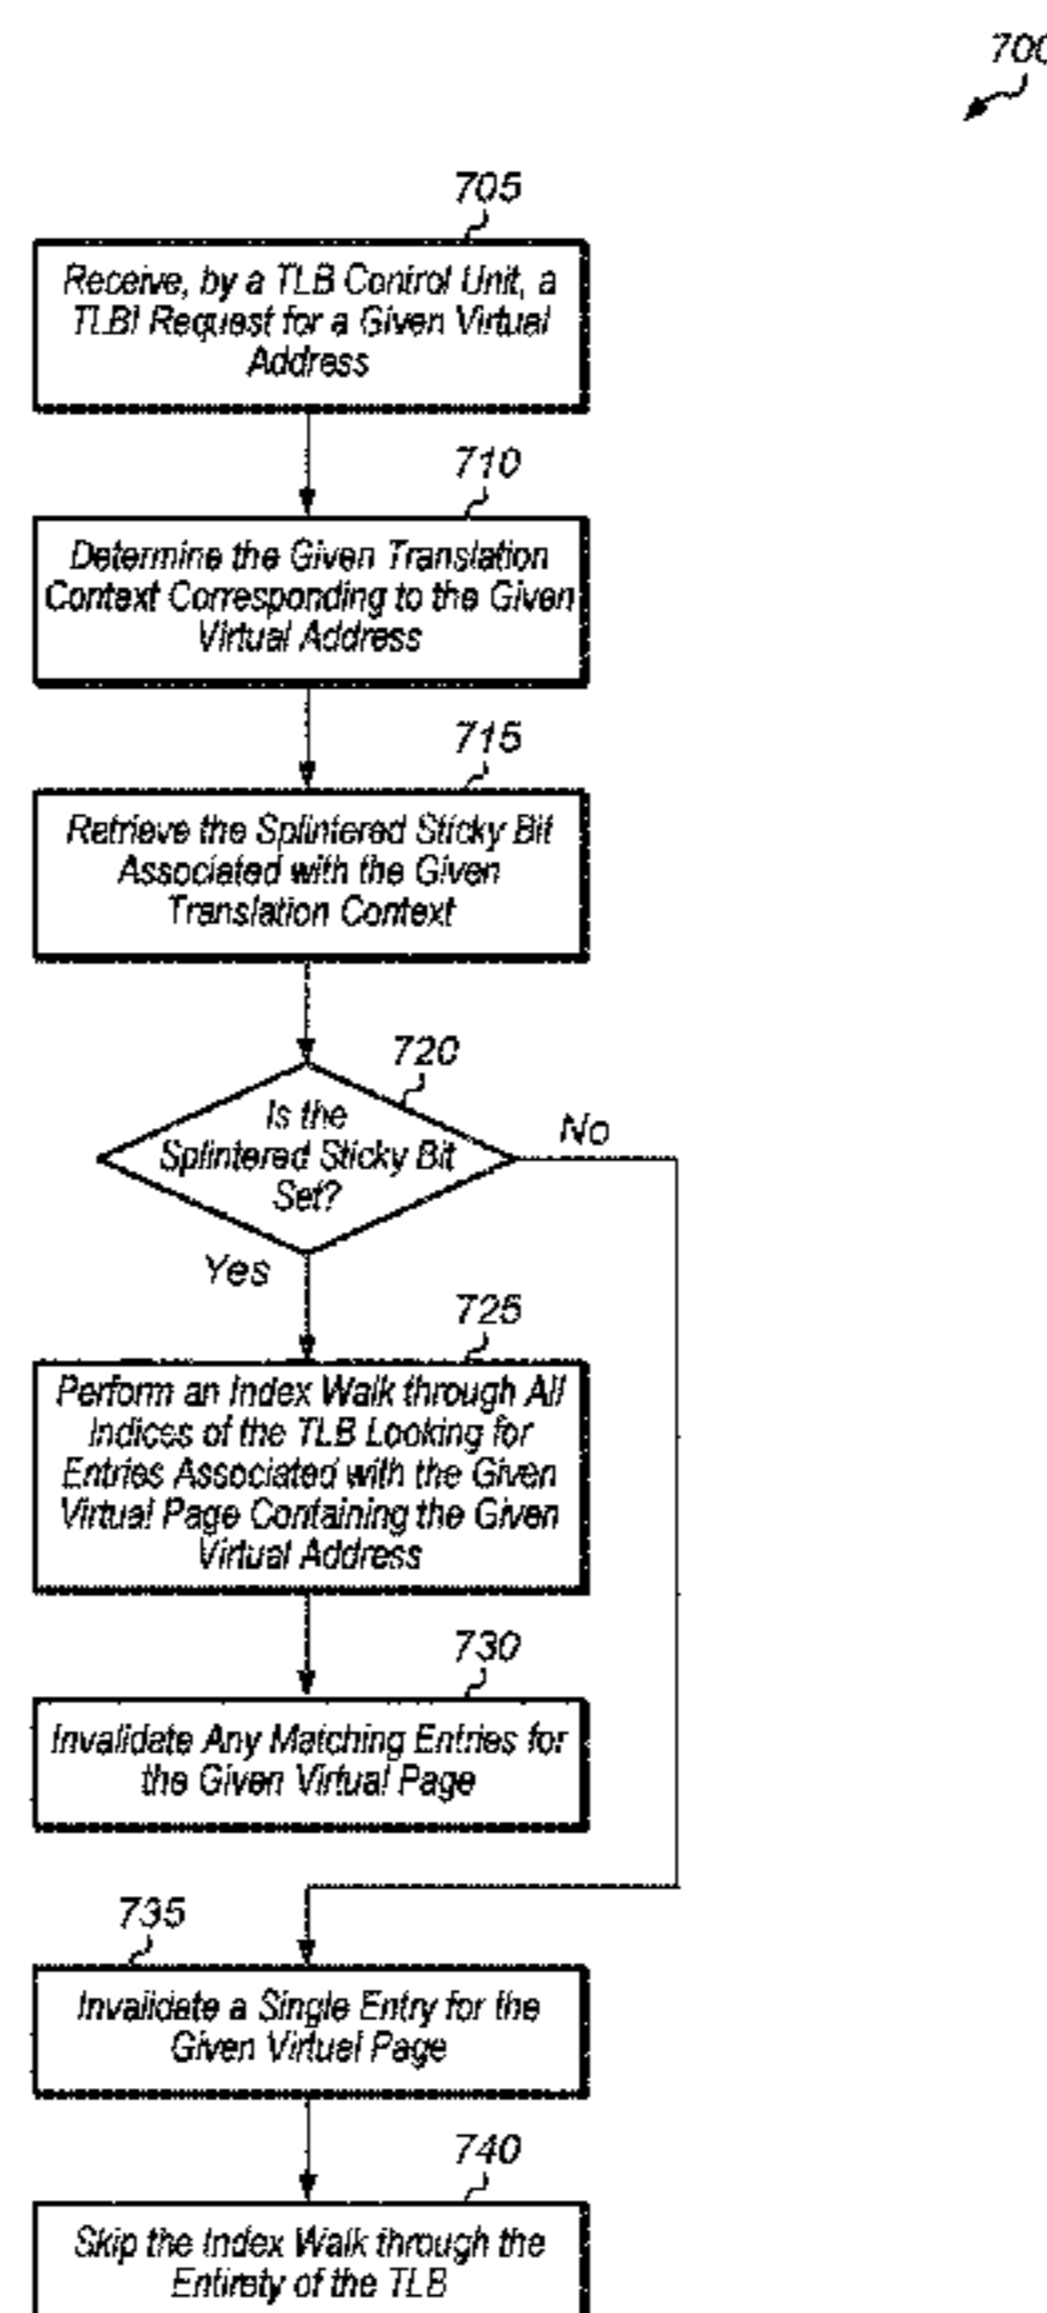 700
705
Receive, by a TLB Control Unit, a
TLBI Request for a Given Virtual
Address
710
Determine the Given Translation
Context Corresponding to the Given
Virtual Address
715
Retrieve the Splintered Sticky Bit
Associated with the Given
Translation Context
720
Is the
Splintered Sticky Bit
Set?
No
Yes
725
Perform an Index Walk through All
Indices of the TLB Looking for
Entries Associated with the Given
Virtual Page Containing the Given
Virtual Address
730
Invalidate Any Matching Entries for
the Given Virtual Page
735
Invalidate a Single Entry for the
Given Virtual Page
740
Skip the Index Walk through the
Entirety of the TLB